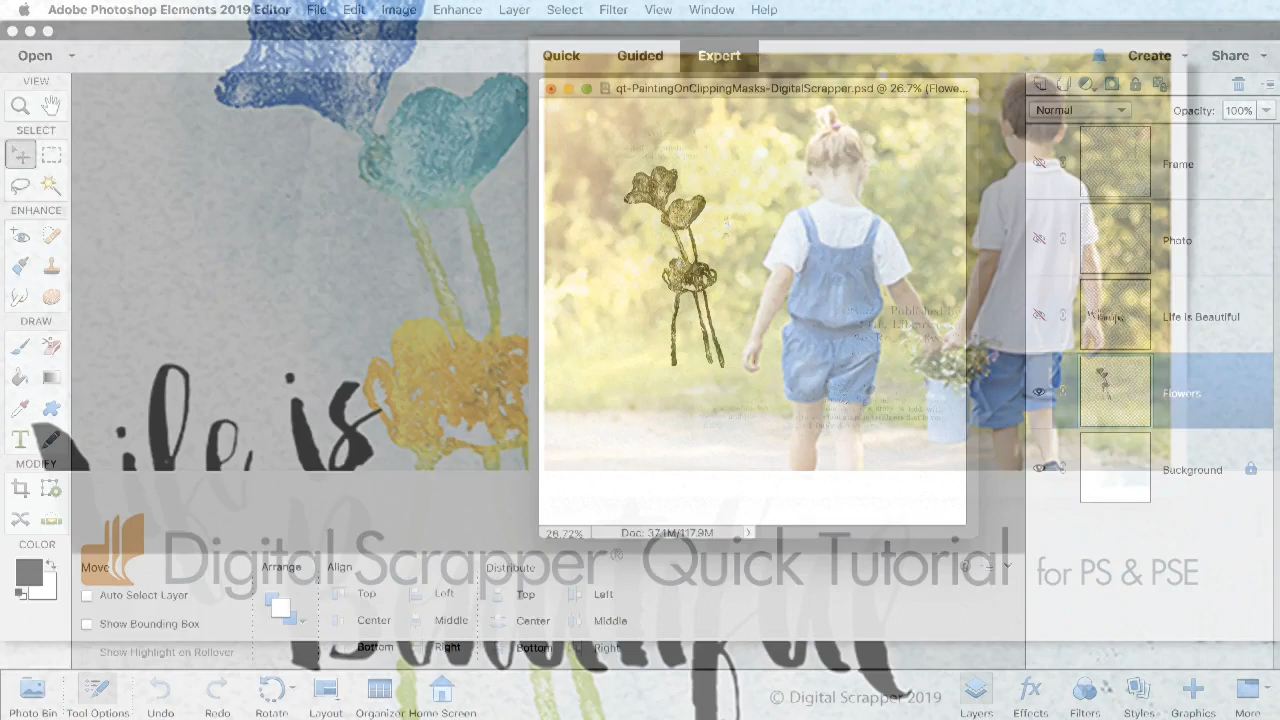 Adobe Photoshop Elements 2019 Editor File Edit Image Enhance Layer Select Filter View Window Help
Open Quick Guided Expert Create Share
VIEW
qt-PaintingOnClippingMasks-DigitalScrapper.psd @ 26.7% (Flowe...
Normal Opacity: 100%
SELECT
Frame
ENHANCE
Photo
Published
Life is Beautiful
DRAW
Flowers
life is
MODIFY
Background
26.72% Doc: 37.1M/117.9M
COLOR
Digital Scrapper® Quick Tutorial for PS & PSE
Move Arrange Align Distribute
Auto Select Layer Top Left Top Left
Show Bounding Box Center Middle Center Middle
Show Highlight on Rollover Bottom Right Bottom Right
Beautiful
© Digital Scrapper 2019
Photo Bin Tool Options Undo Redo Rotate Layout Organizer Home Screen Layers Effects Filters Styles Graphics More